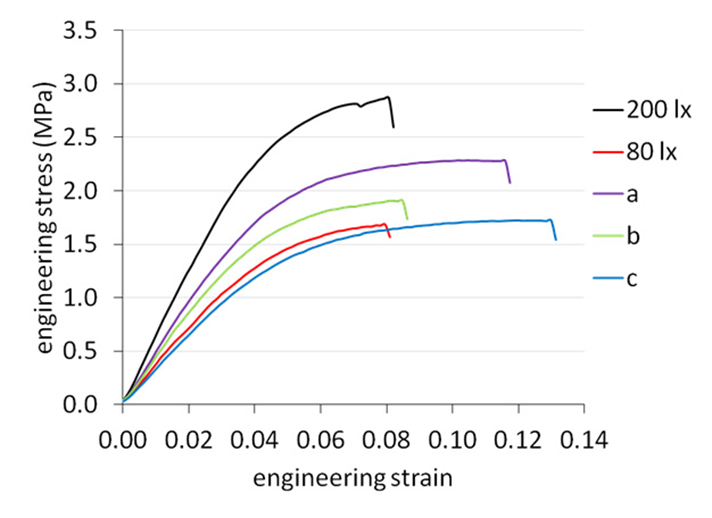 3.5
3.0
2.5
2.0
1.5
1.0
0.5
0.0
engineering stress (MPa)
0.00 0.02 0.04 0.06 0.08 0.10 0.12 0.14
engineering strain
200 lx
80 lx
a
b
c